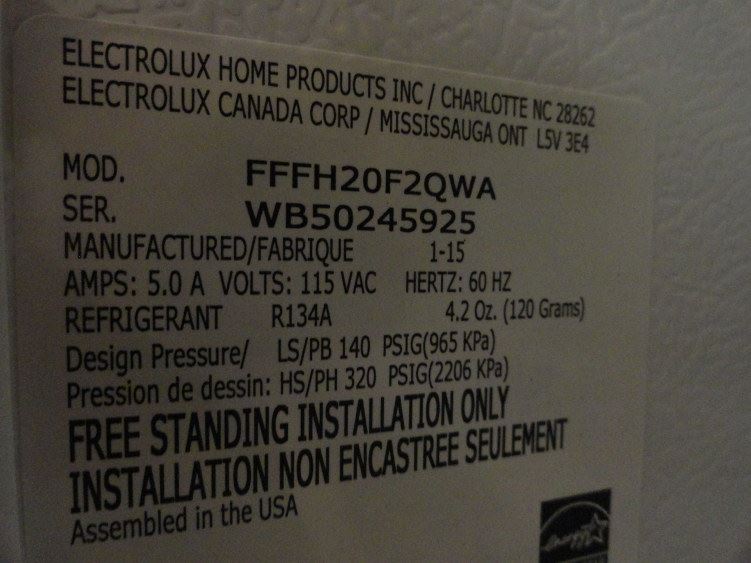 ELECTROLUX HOME PRODUCTS INC / CHARLOTTE NC 28262
ELECTROLUX CANADA CORP / MISSISSAUGA ONT L5V 3E4
MOD. FFFH20F2QWA
SER. WB50245925
MANUFACTURED/FABRIQUE 1-15
AMPS: 5.0 A VOLTS: 115 VAC HERTZ: 60 HZ
REFRIGERANT R134A 4.2 Oz. (120 Grams)
Design Pressure/ LS/PB 140 PSIG(965 KPa)
Pression de dessin: HS/PH 320 PSIG(2206 KPa)
FREE STANDING INSTALLATION ONLY
INSTALLATION NON ENCASTREE SEULEMENT
Assembled in the USA